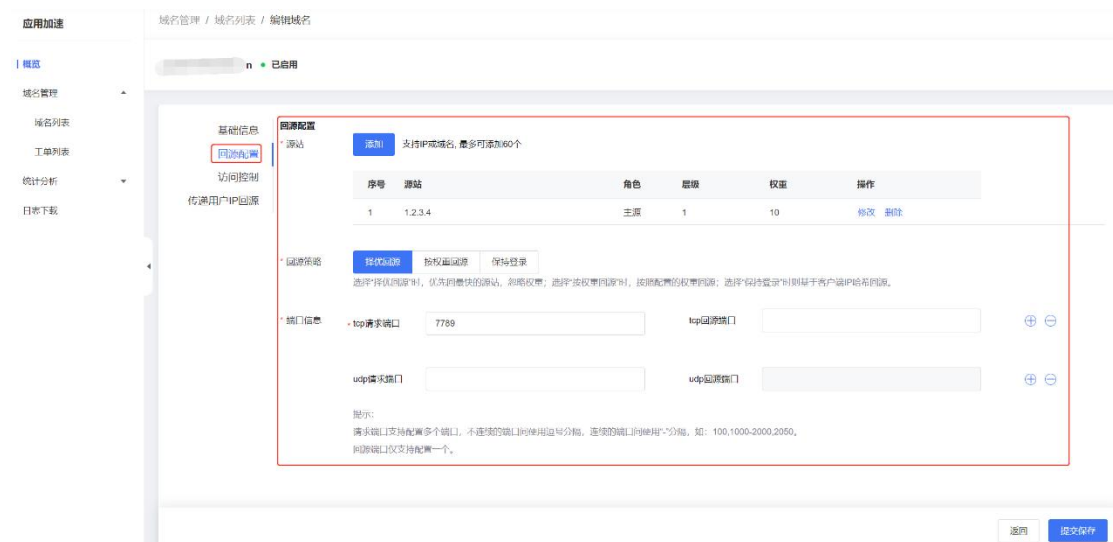 应用加速
域名管理 / 域名列表 / 编辑域名
概览
n 已启用
域名管理
域名列表
工单列表
统计分析
日志下载
基础信息
回源配置
访问控制
传递用户IP回源
回源配置
* 源站 添加 支持IP或域名, 最多可添加60个
序号 源站 角色 层级 权重 操作
1 1.2.3.4 主源 1 10 修改 删除
* 回源策略 择优回源 按权重回源 保持登录
选择“择优回源”时，优先回最快的源站，忽略权重；选择“按权重回源”时，按照配置的权重回源；选择“保持登录”时则基于客户端IP哈希回源。
* 端口信息 * tcp请求端口 7789 tcp回源端口
udp请求端口 udp回源端口
提示:
请求端口支持配置多个端口，不连续的端口间使用逗号分隔，连续的端口间使用“-”分隔，如：100,1000-2000,2050。
回源端口仅支持配置一个。
返回 提交保存